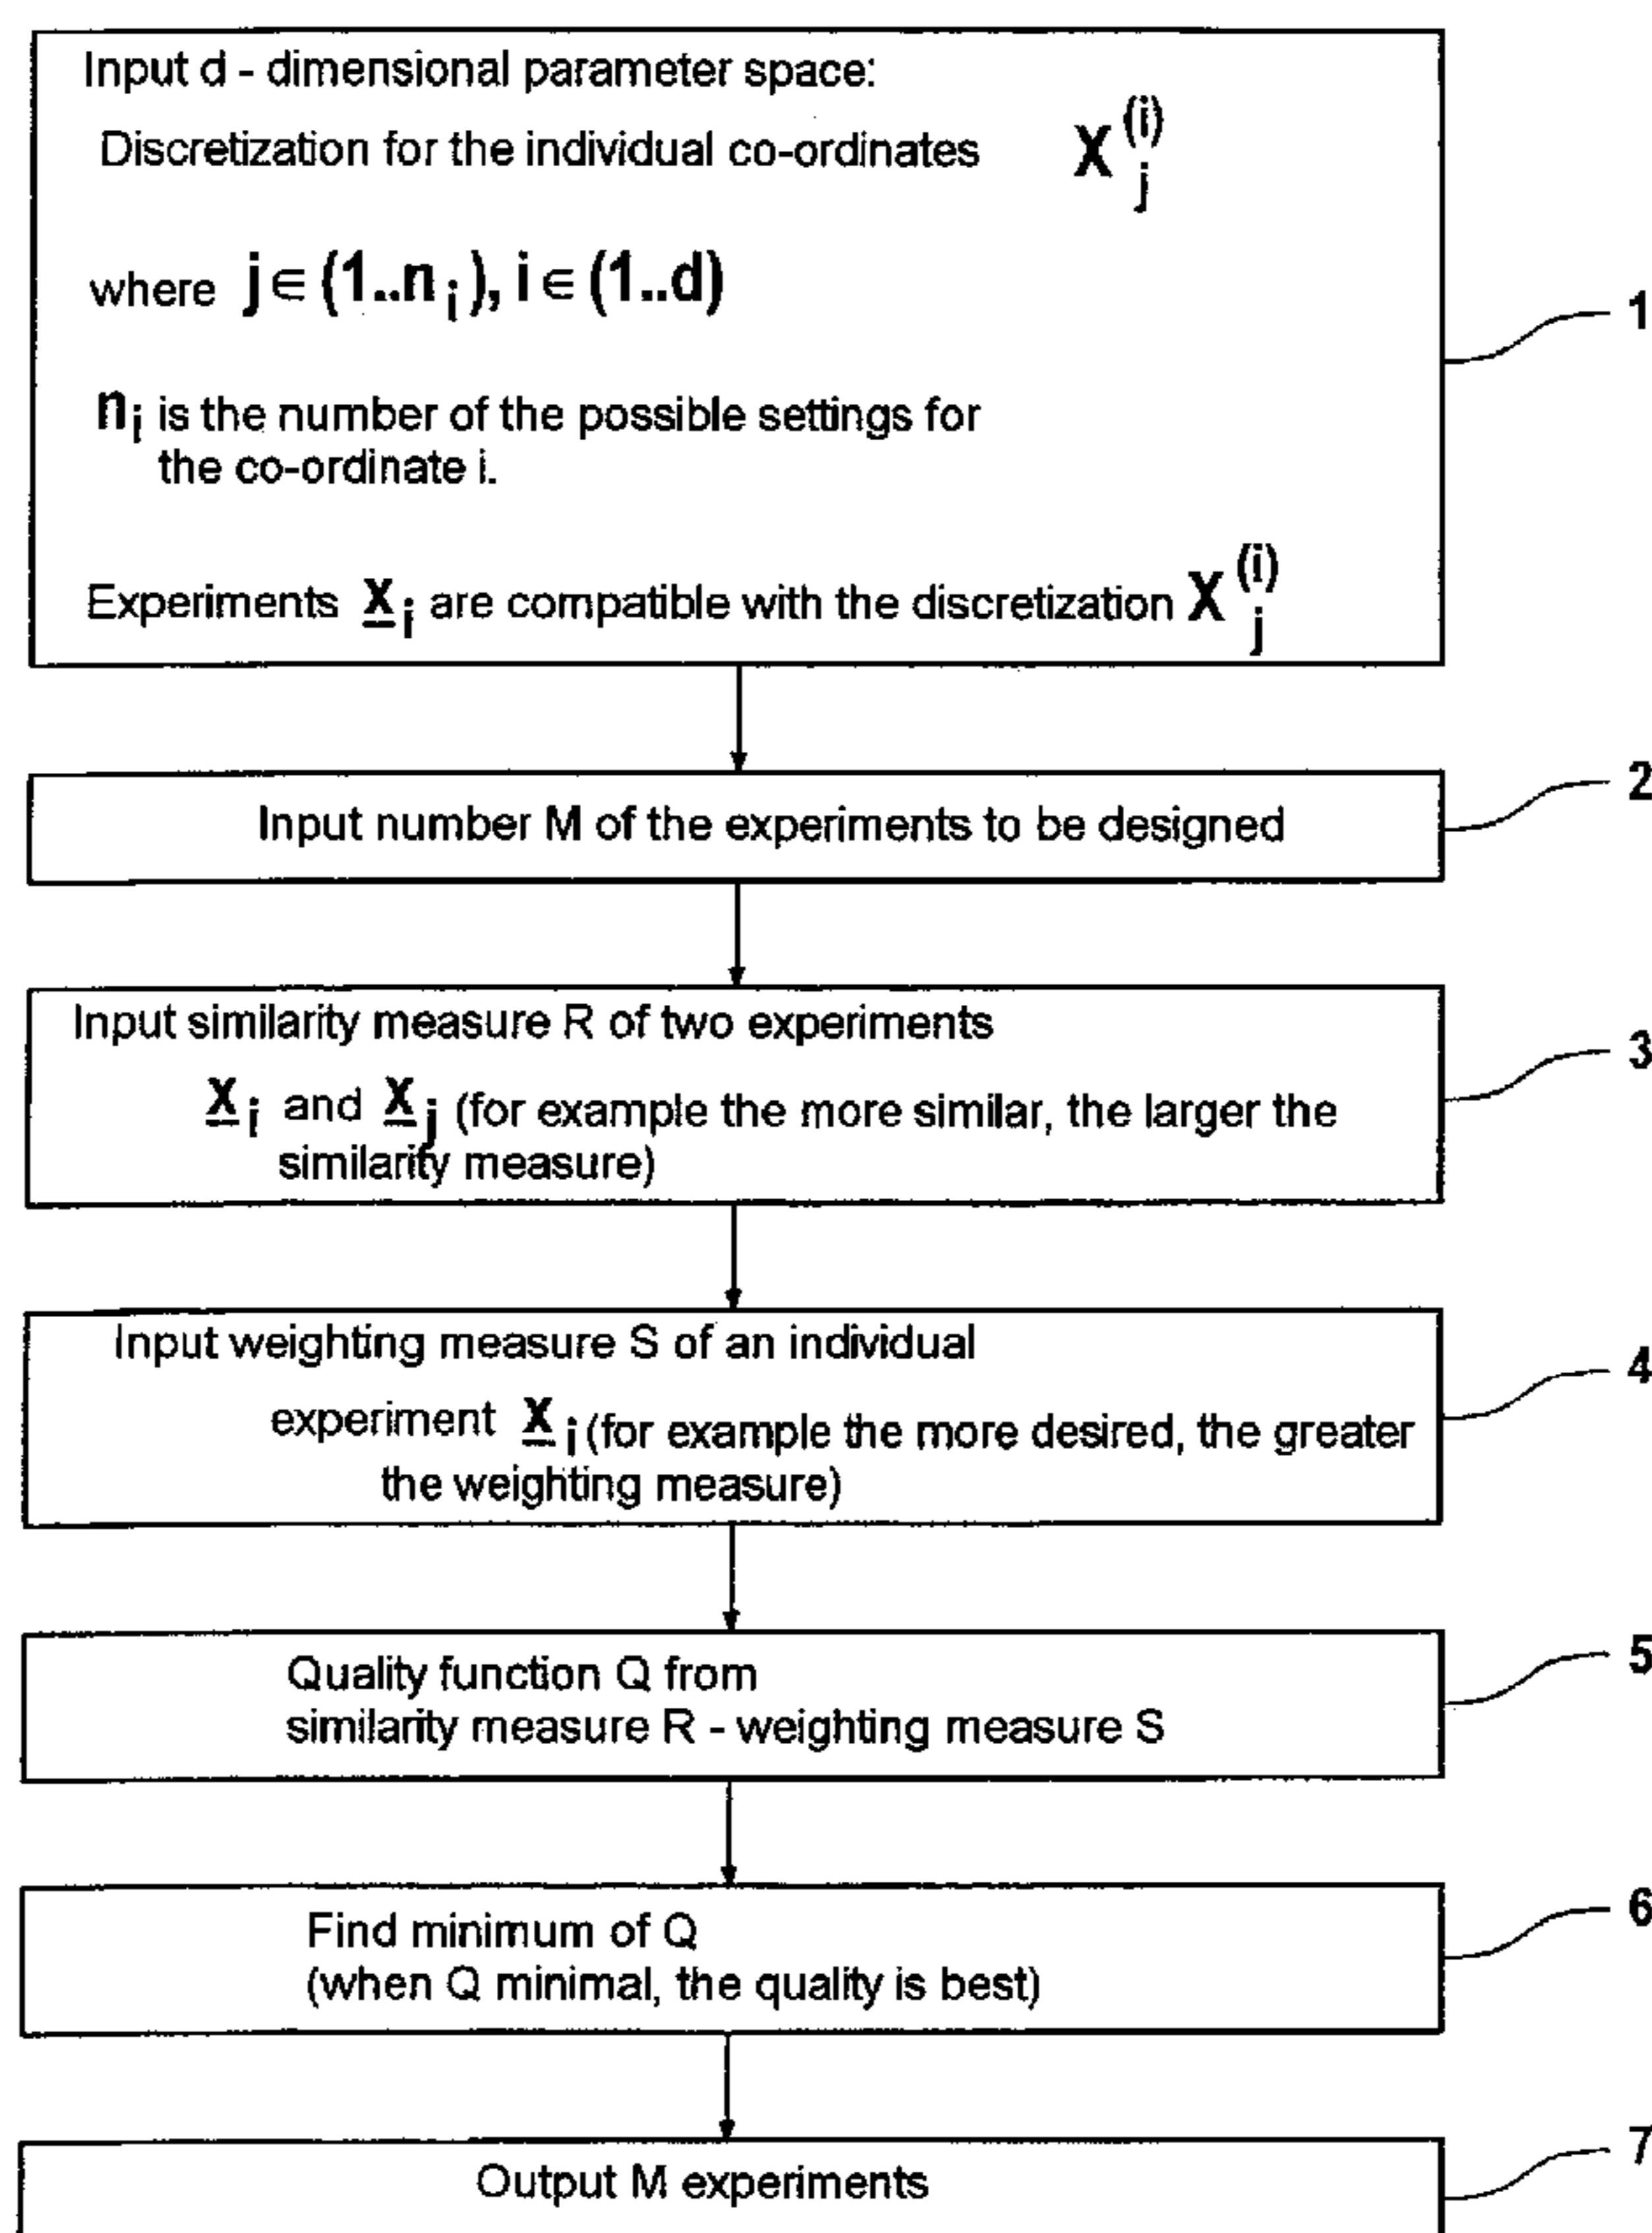 Input d - dimensional parameter space:
Discretization for the individual co-ordinates X_j^(i)
where j ∈ (1..n_i), i ∈ (1..d)
1
n_i is the number of the possible settings for
the co-ordinate i.
Experiments X_i are compatible with the discretization X_j^(i)
2
Input number M of the experiments to be designed
Input similarity measure R of two experiments
3
X_i and X_j (for example the more similar, the larger the
similarity measure)
Input weighting measure S of an individual
4
experiment X_i (for example the more desired, the greater
the weighting measure)
5
Quality function Q from
similarity measure R - weighting measure S
6
Find minimum of Q
(when Q minimal, the quality is best)
7
Output M experiments